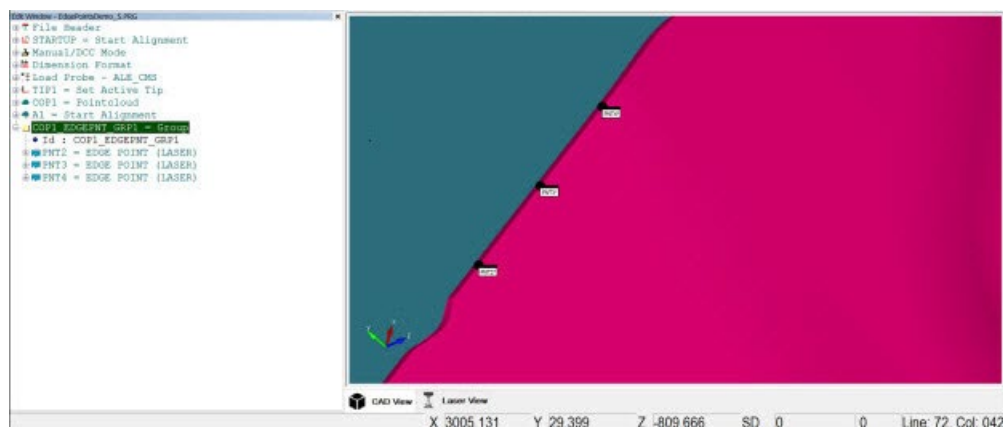 Edit Window - EdgePointsDemo_S.PRG
File Header
STARTUP = Start Alignment
Manual/DCC Mode
Dimension Format
Load Probe - ALE_CMS
TIP1 = Set Active Tip
COP1 = Pointcloud
A1 = Start Alignment
COP1_EDGEPNT_GRP1 = Group
Id : COP1_EDGEPNT_GRP1
PNT2 = EDGE POINT (LASER)
PNT3 = EDGE POINT (LASER)
PNT4 = EDGE POINT (LASER)
CAD View
Laser View
X 3005.131 Y 29.399 Z -809.666 SD 0 0 Line: 72, Col: 042